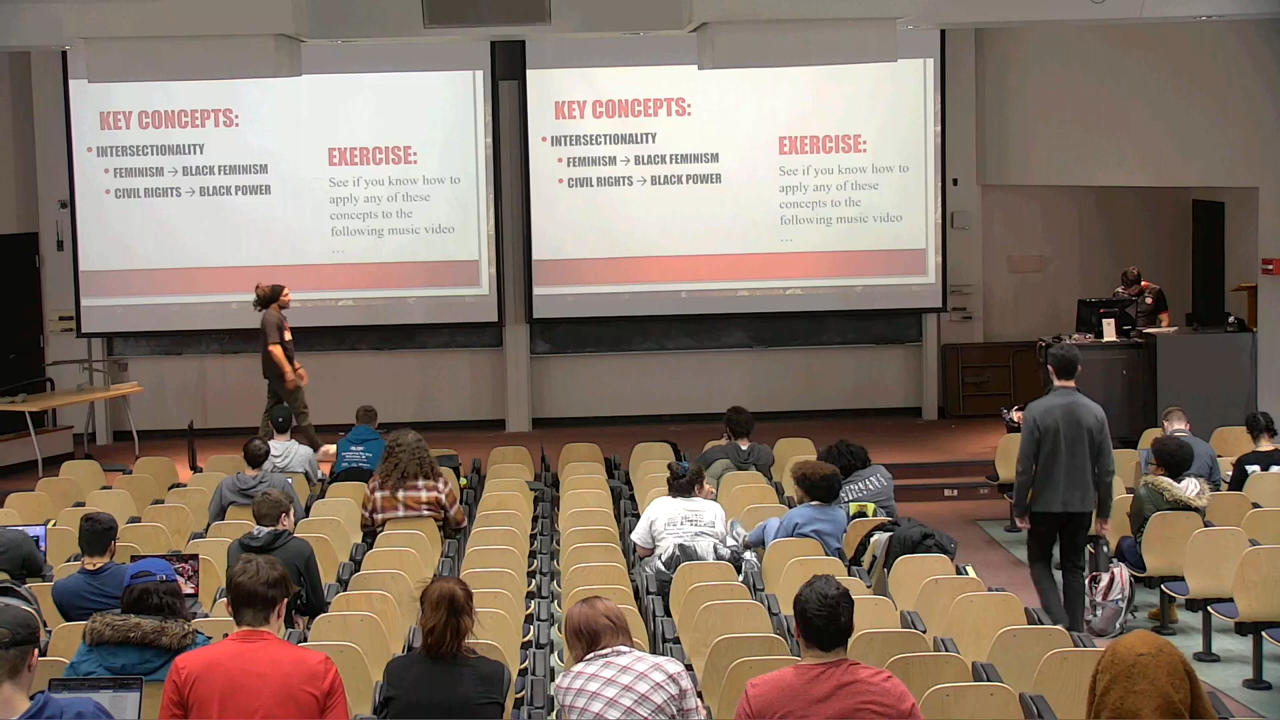 KEY CONCEPTS:
• INTERSECTIONALITY
• FEMINISM → BLACK FEMINISM
• CIVIL RIGHTS → BLACK POWER
EXERCISE:
See if you know how to
apply any of these
concepts to the
following music video
…
KEY CONCEPTS:
• INTERSECTIONALITY
• FEMINISM → BLACK FEMINISM
• CIVIL RIGHTS → BLACK POWER
EXERCISE:
See if you know how to
apply any of these
concepts to the
following music video
…